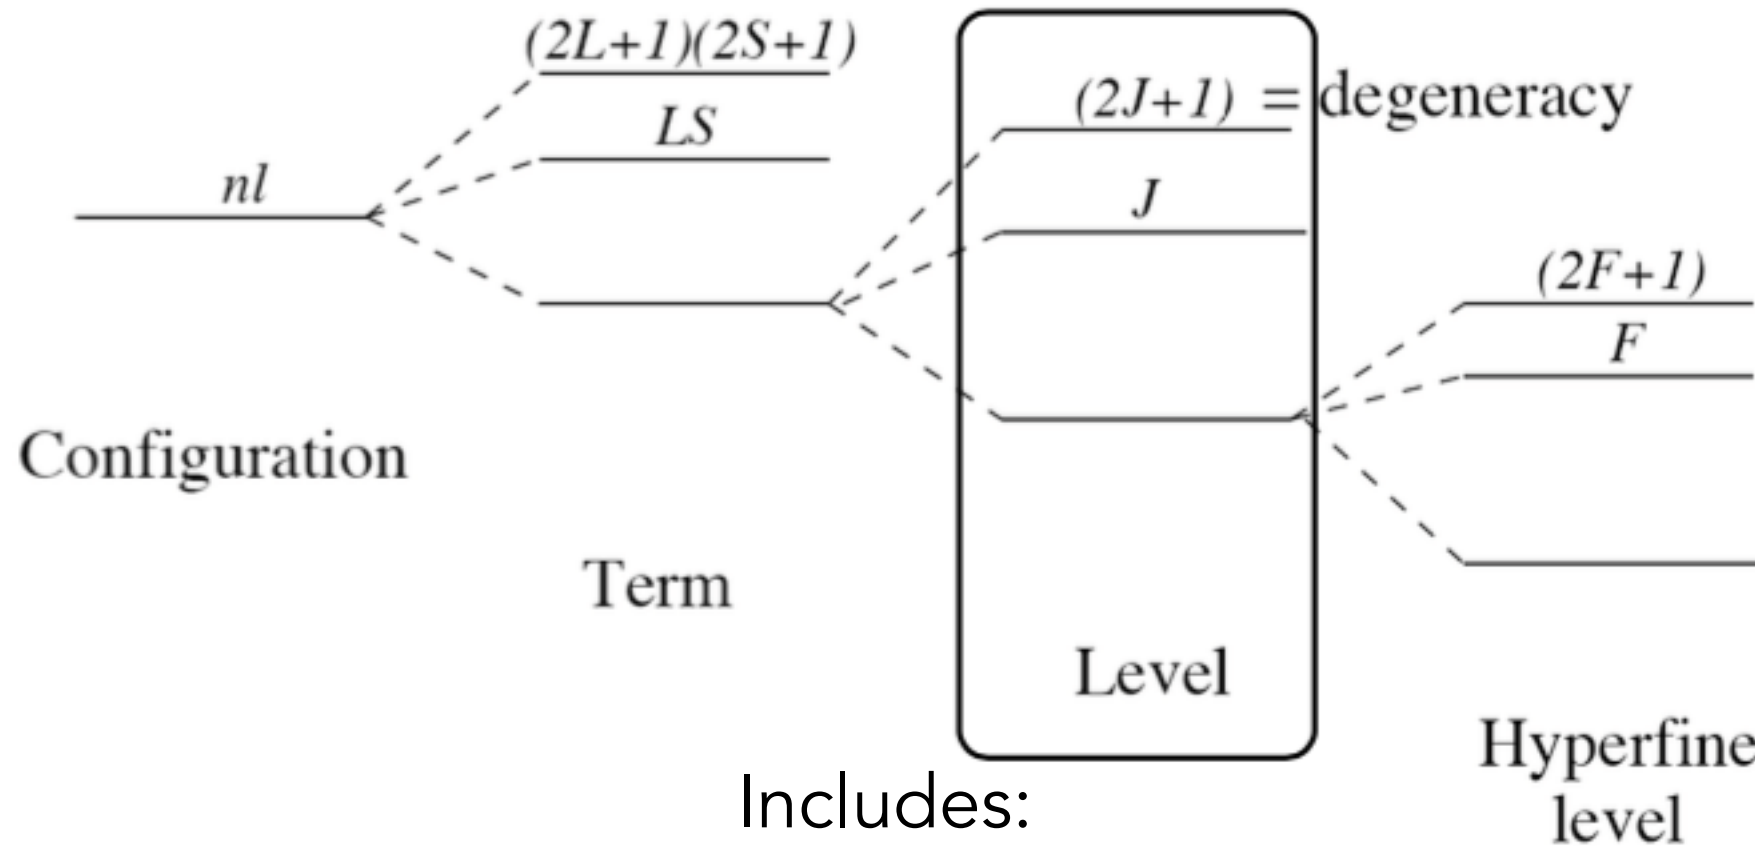 (2L+1)(2S+1)
(2J+1) = degeneracy
LS
nl
J
(2F+1)
F
Configuration
Term
Level
Hyperfine
level
Includes: